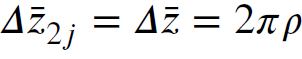 Δz̄₂ⱼ = Δz̄ = 2πρ